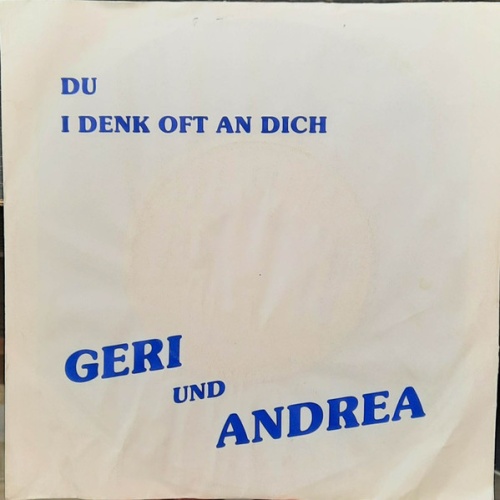 DU
I DENK OFT AN DICH
GERI
UND
ANDREA